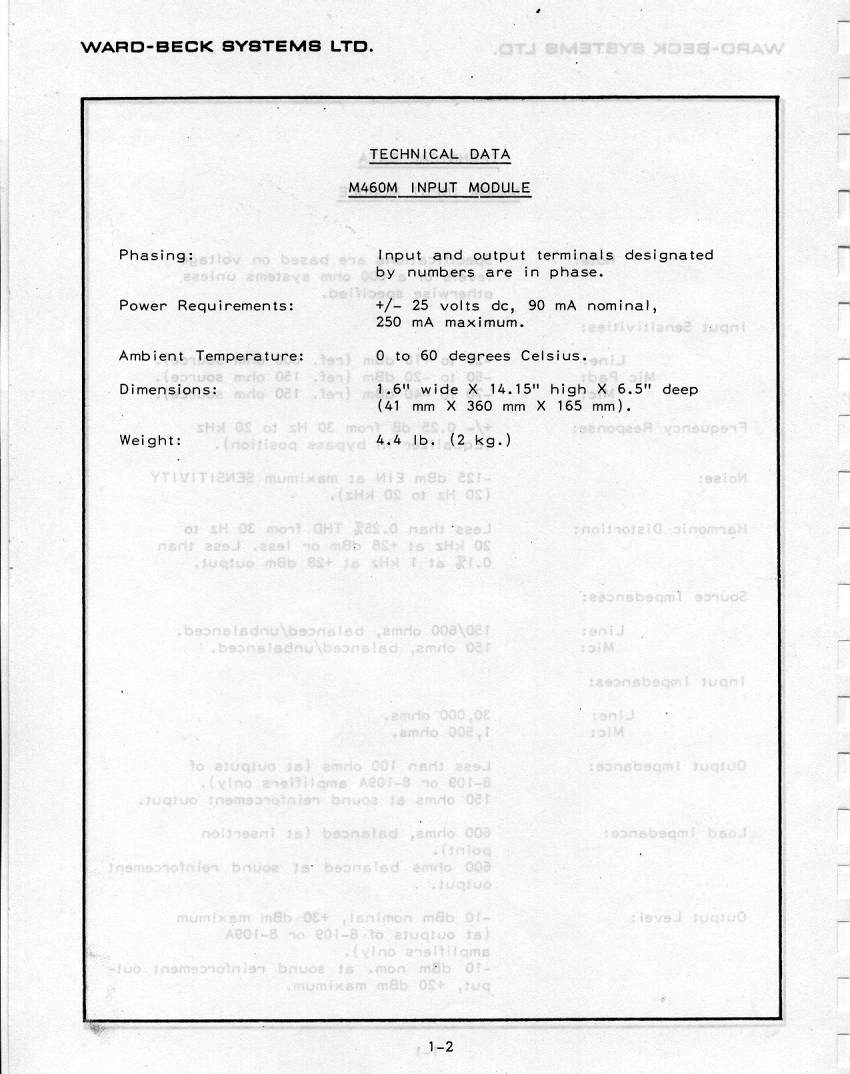 WARD-BECK SYSTEMS LTD.
TECHNICAL DATA
M460M INPUT MODULE
Phasing: Input and output terminals designated
by numbers are in phase.
Power Requirements: +/- 25 volts dc, 90 mA nominal,
250 mA maximum.
Ambient Temperature: 0 to 60 degrees Celsius.
Dimensions: 1.6" wide X 14.15" high X 6.5" deep
(41 mm X 360 mm X 165 mm).
Weight: 4.4 lb. (2 kg.)
1-2